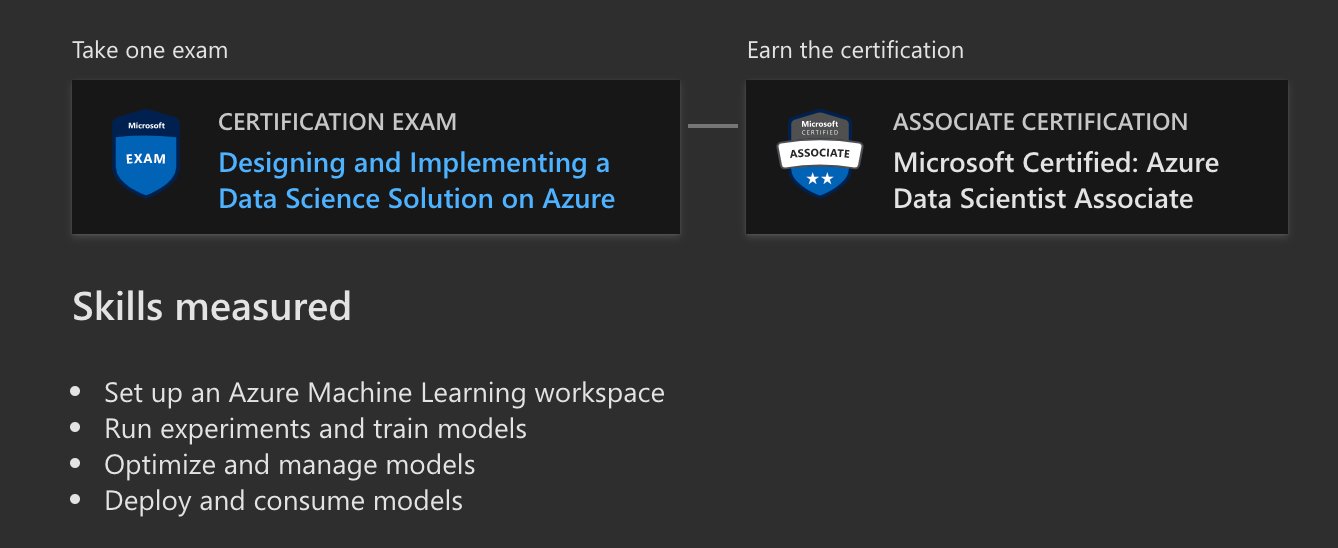 Take one exam
Earn the certification
Microsoft
EXAM
CERTIFICATION EXAM
Designing and Implementing a
Data Science Solution on Azure
Microsoft
CERTIFIED
ASSOCIATE
ASSOCIATE CERTIFICATION
Microsoft Certified: Azure
Data Scientist Associate
Skills measured
• Set up an Azure Machine Learning workspace
• Run experiments and train models
• Optimize and manage models
• Deploy and consume models